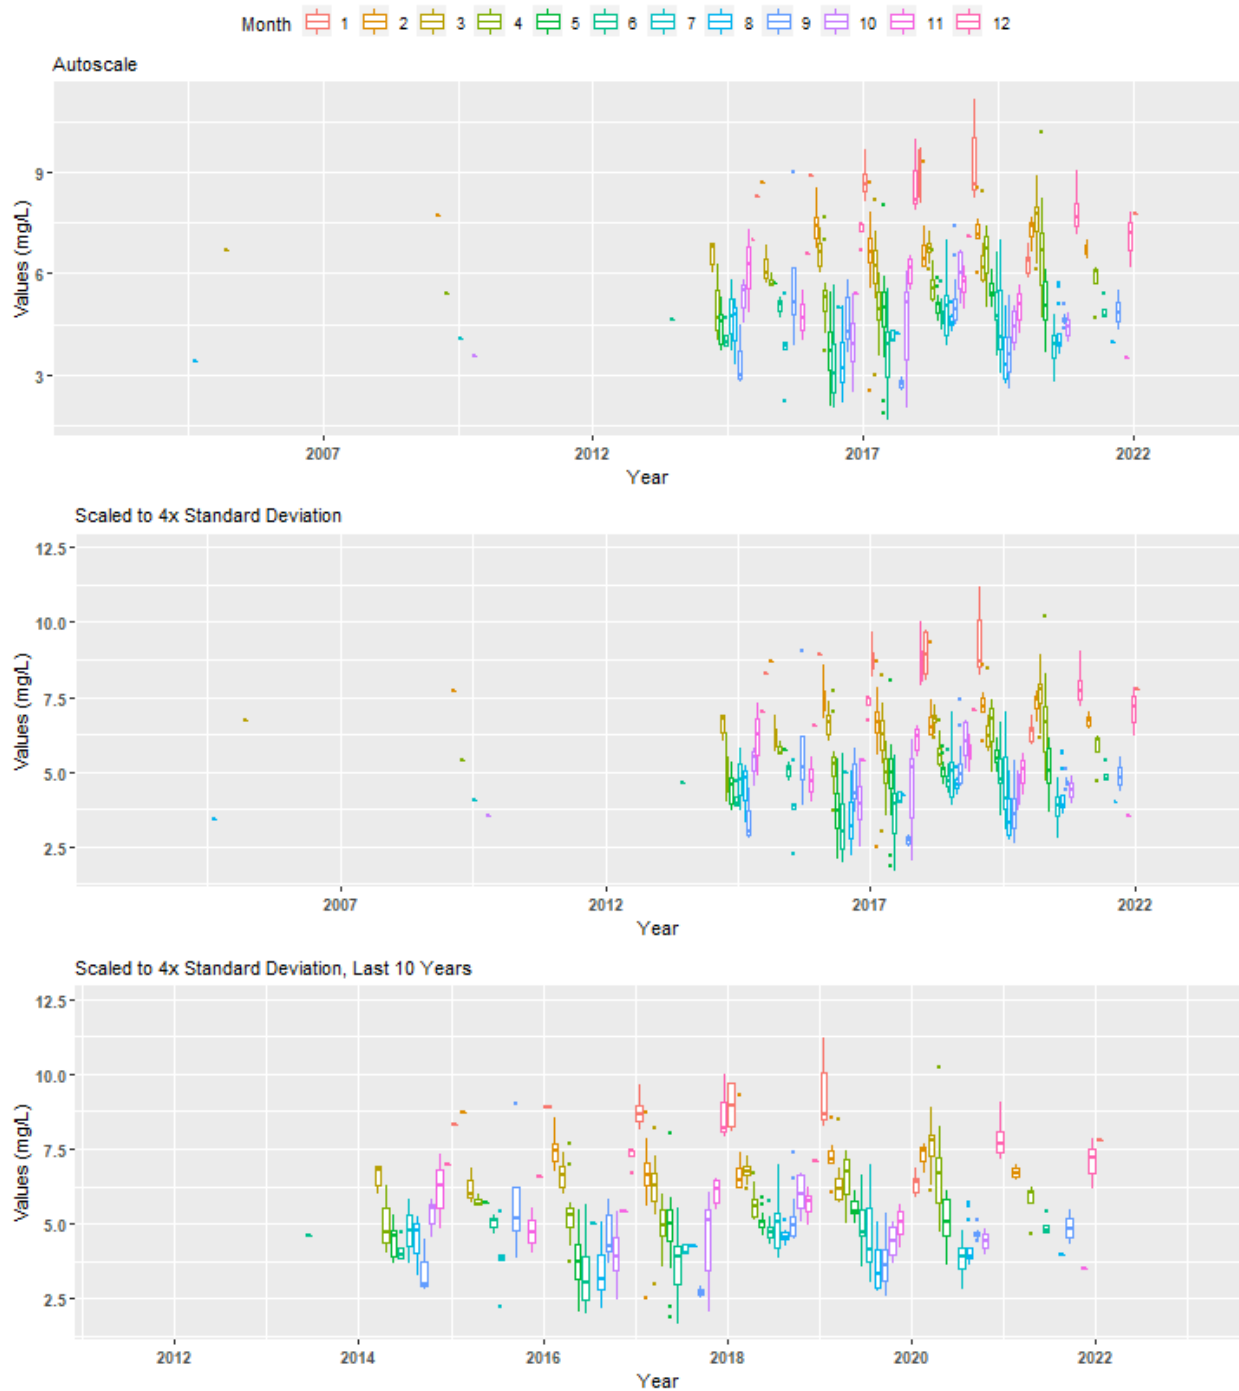 Month 1 2 3 4 5 6 7 8 9 10 11 12
Autoscale
Values (mg/L)
9
6
3
2007 2012 2017 2022
Year
Scaled to 4x Standard Deviation
Values (mg/L)
12.5
10.0
7.5
5.0
2.5
2007 2012 2017 2022
Year
Scaled to 4x Standard Deviation, Last 10 Years
Values (mg/L)
12.5
10.0
7.5
5.0
2.5
2012 2014 2016 2018 2020 2022
Year